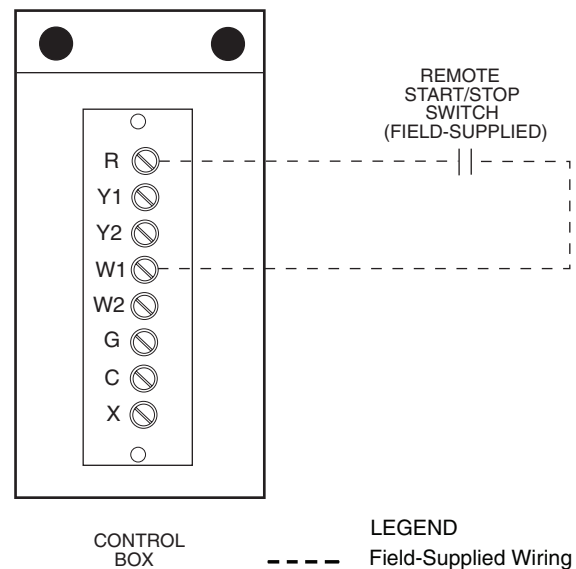 REMOTE
START/STOP
SWITCH
(FIELD-SUPPLIED)
R
Y1
Y2
W1
W2
G
C
X
CONTROL
BOX
LEGEND
Field-Supplied Wiring